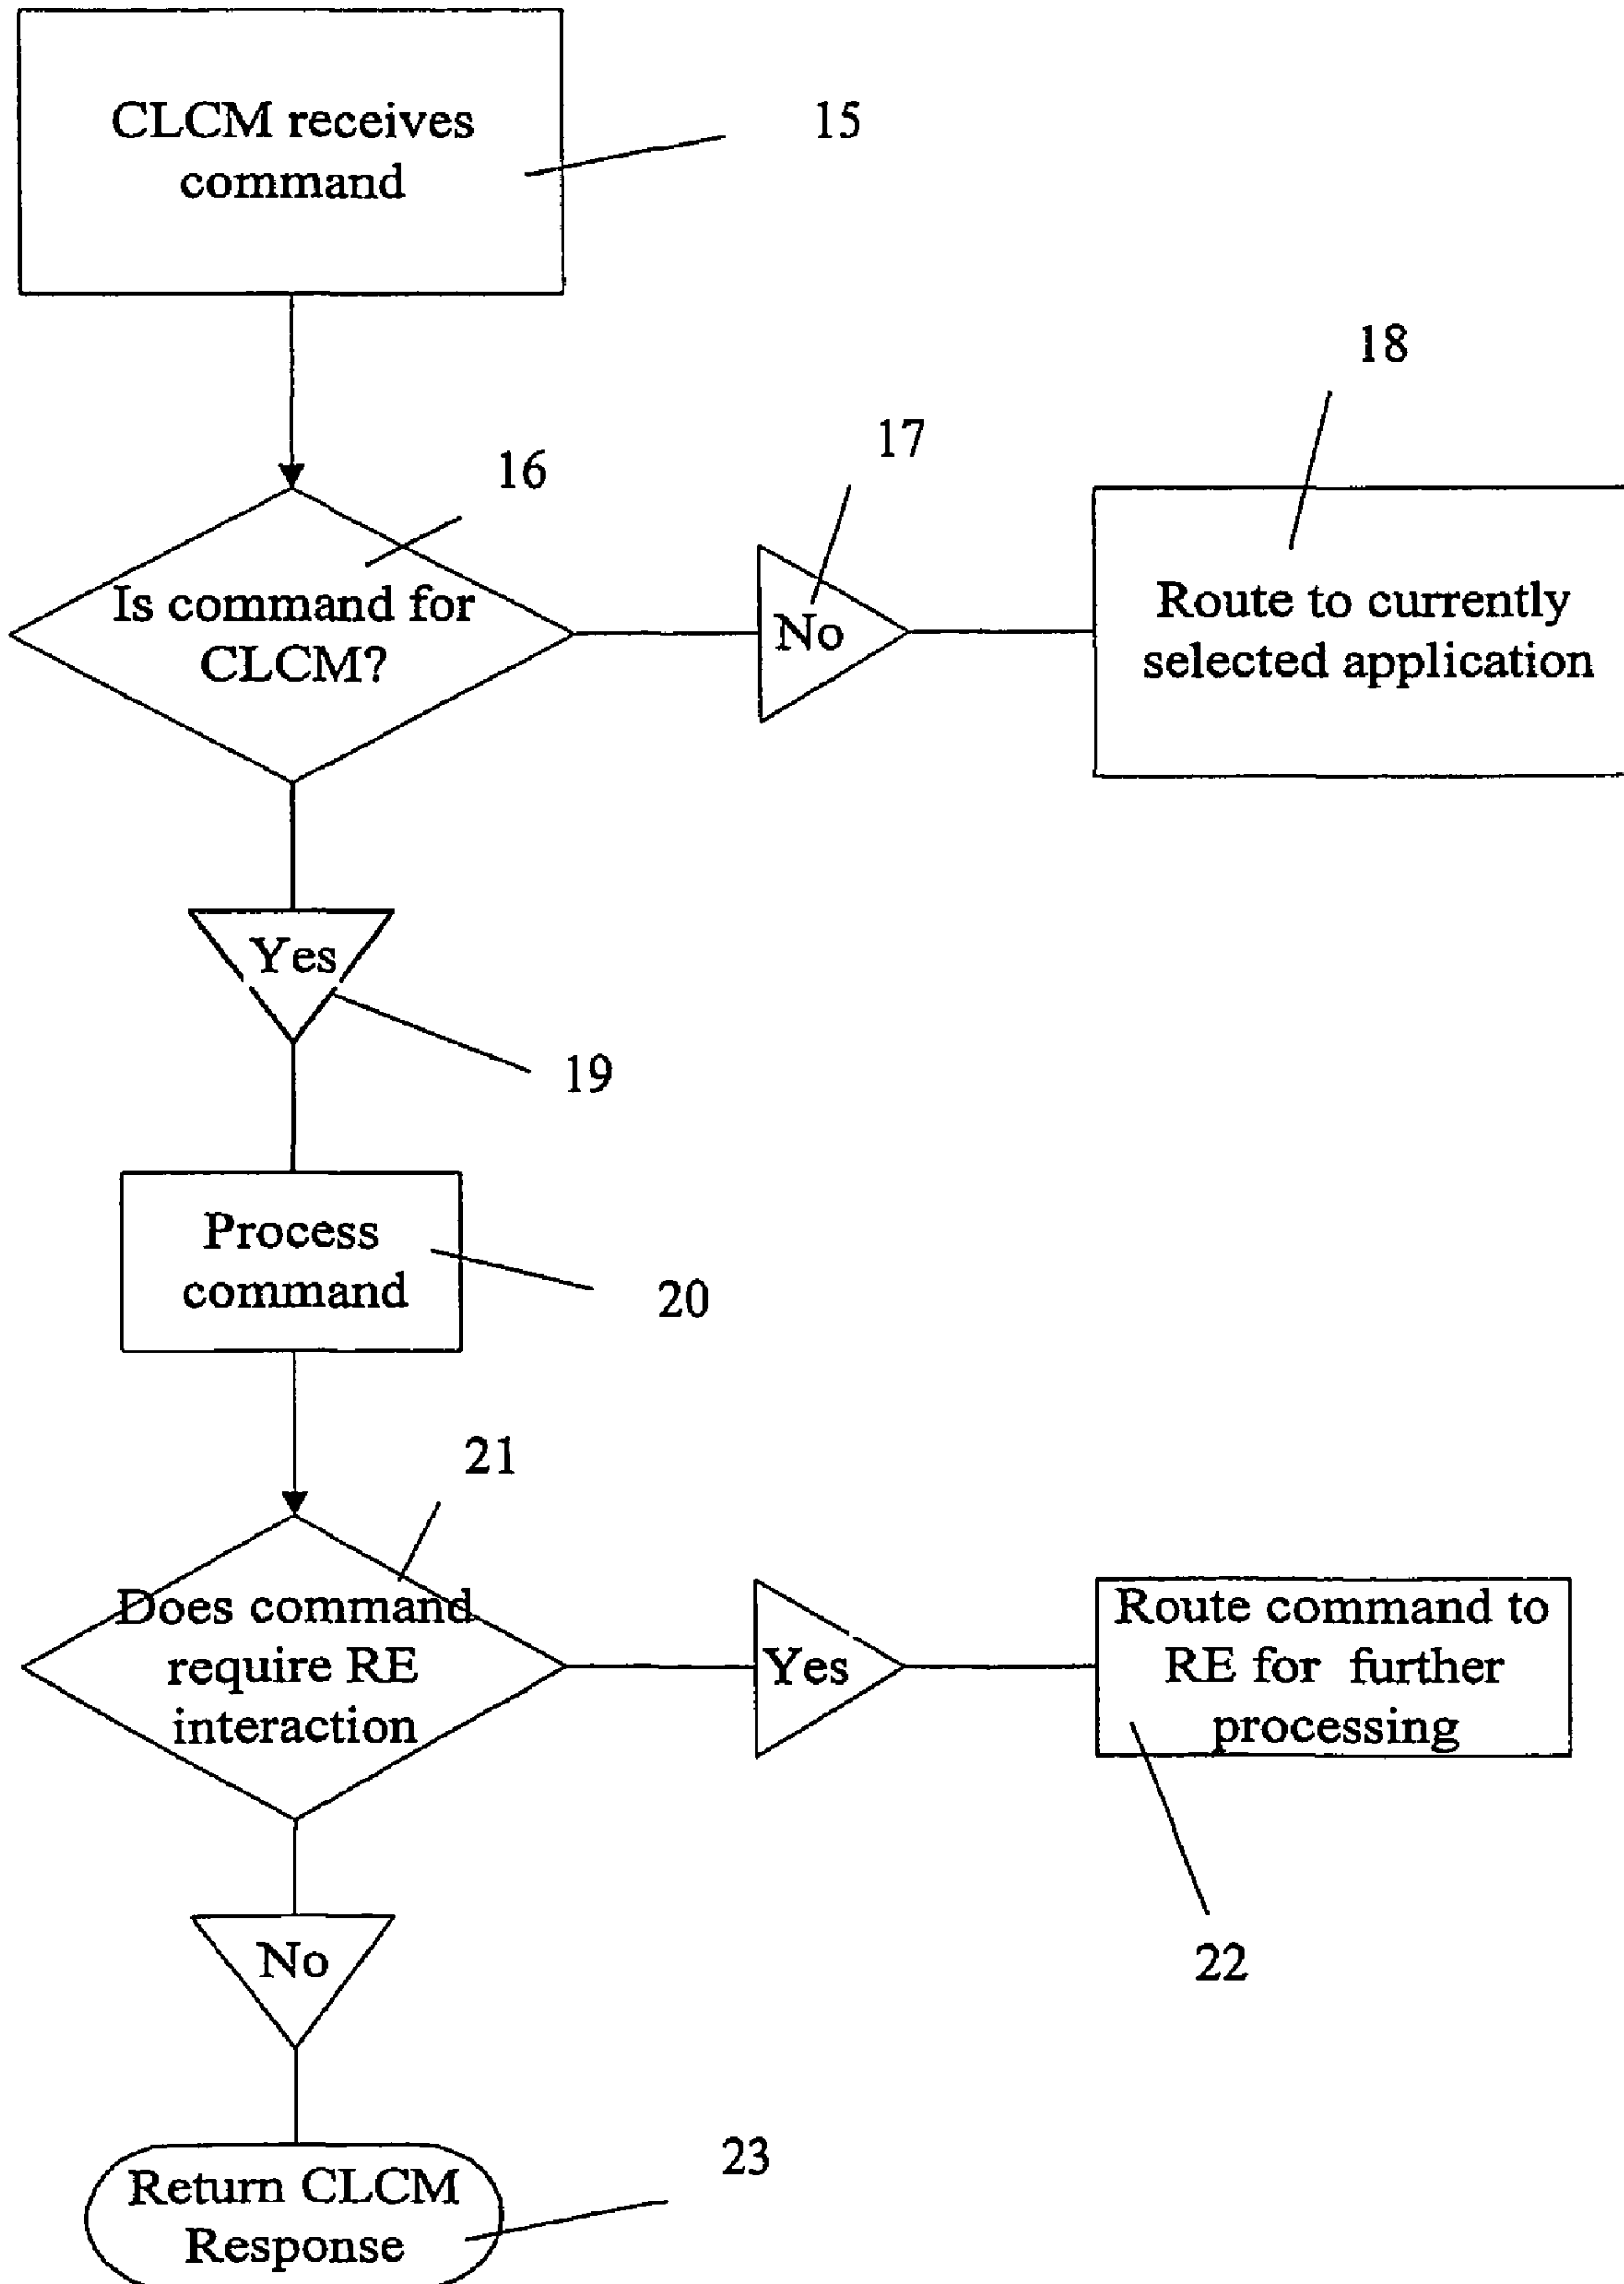 CLCM receives
command
15
18
17
16
Is command for
CLCM?
No
Route to currently
selected application
Yes
19
Process
command
20
21
Does command
require RE
interaction
Yes
Route command to
RE for further
processing
No
22
23
Return CLCM
Response